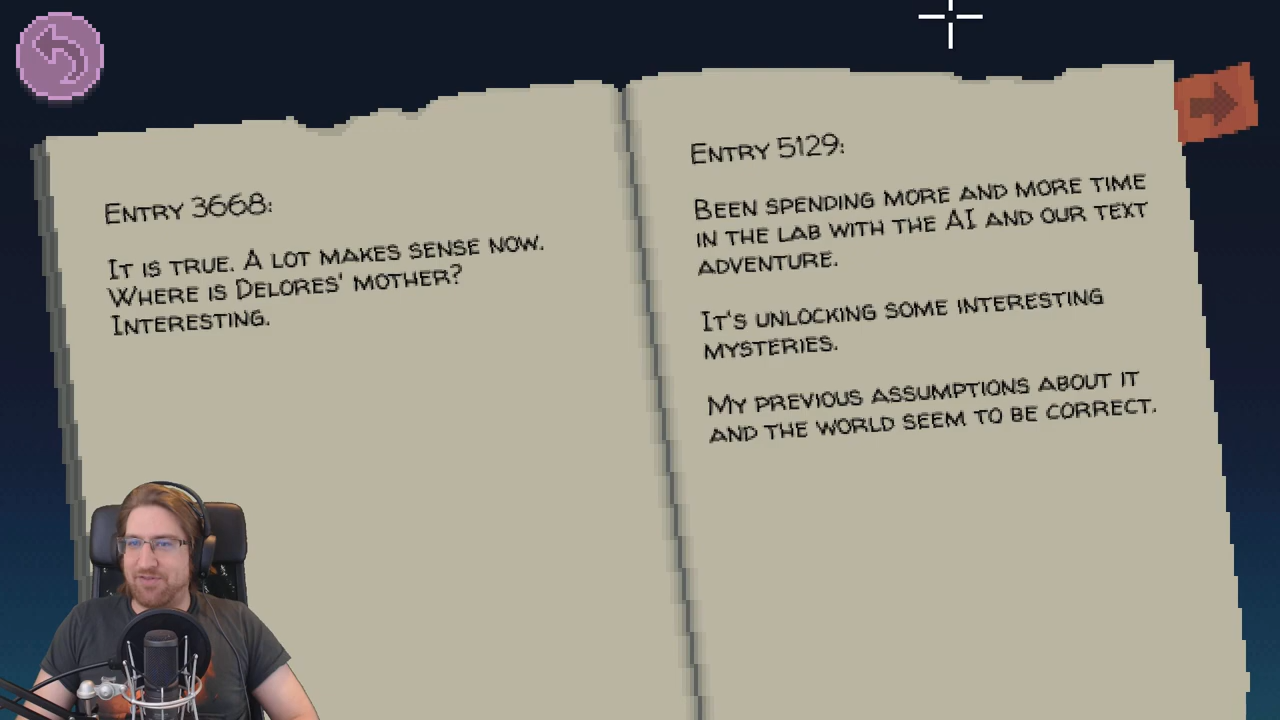 Entry 3668:
It is true. A lot makes sense now.
Where is Delores' mother?
Interesting.
Entry 5129:
Been spending more and more time
in the lab with the AI and our text
adventure.
It's unlocking some interesting
mysteries.
My previous assumptions about it
and the world seem to be correct.